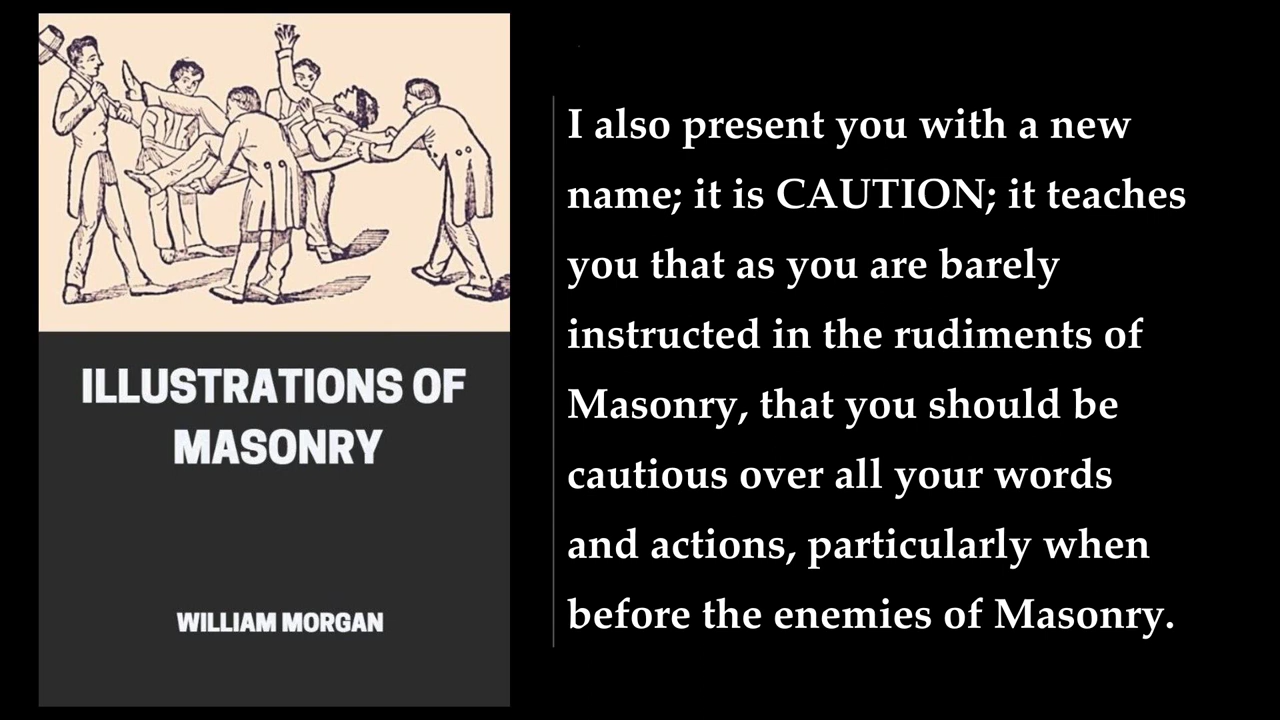 ILLUSTRATIONS OF
MASONRY
WILLIAM MORGAN
I also present you with a new
name; it is CAUTION; it teaches
you that as you are barely
instructed in the rudiments of
Masonry, that you should be
cautious over all your words
and actions, particularly when
before the enemies of Masonry.